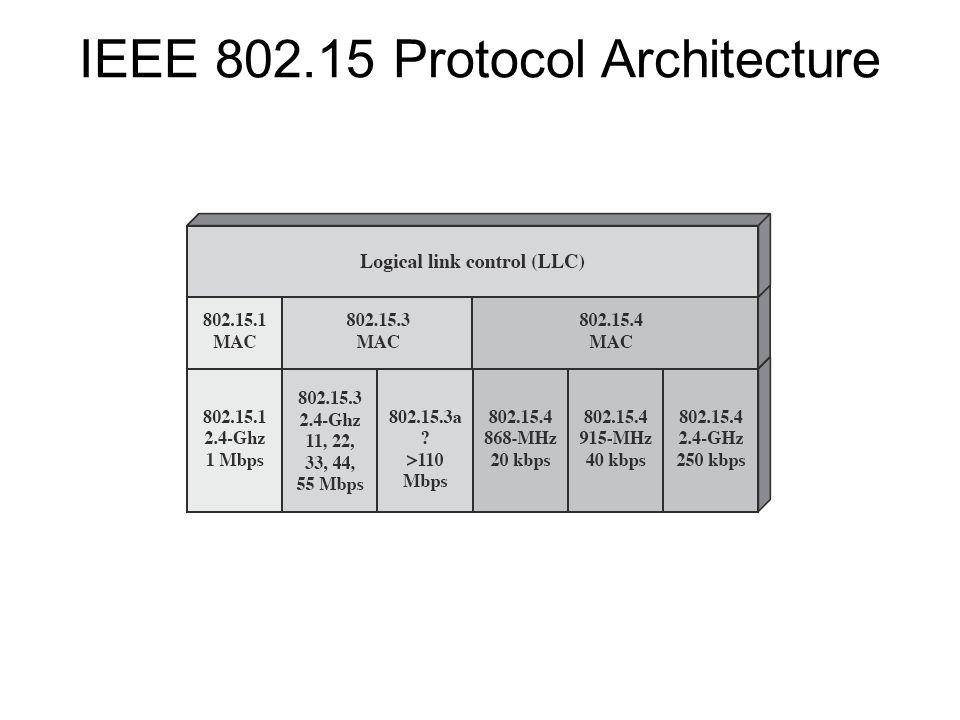 IEEE 802.15 Protocol Architecture
Logical link control (LLC)
802.15.1
MAC
802.15.3
MAC
802.15.4
MAC
802.15.1
2.4-Ghz
1 Mbps
802.15.3
2.4-Ghz
11, 22,
33, 44,
55 Mbps
802.15.3a
?
>110
Mbps
802.15.4
868-MHz
20 kbps
802.15.4
915-MHz
40 kbps
802.15.4
2.4-GHz
250 kbps